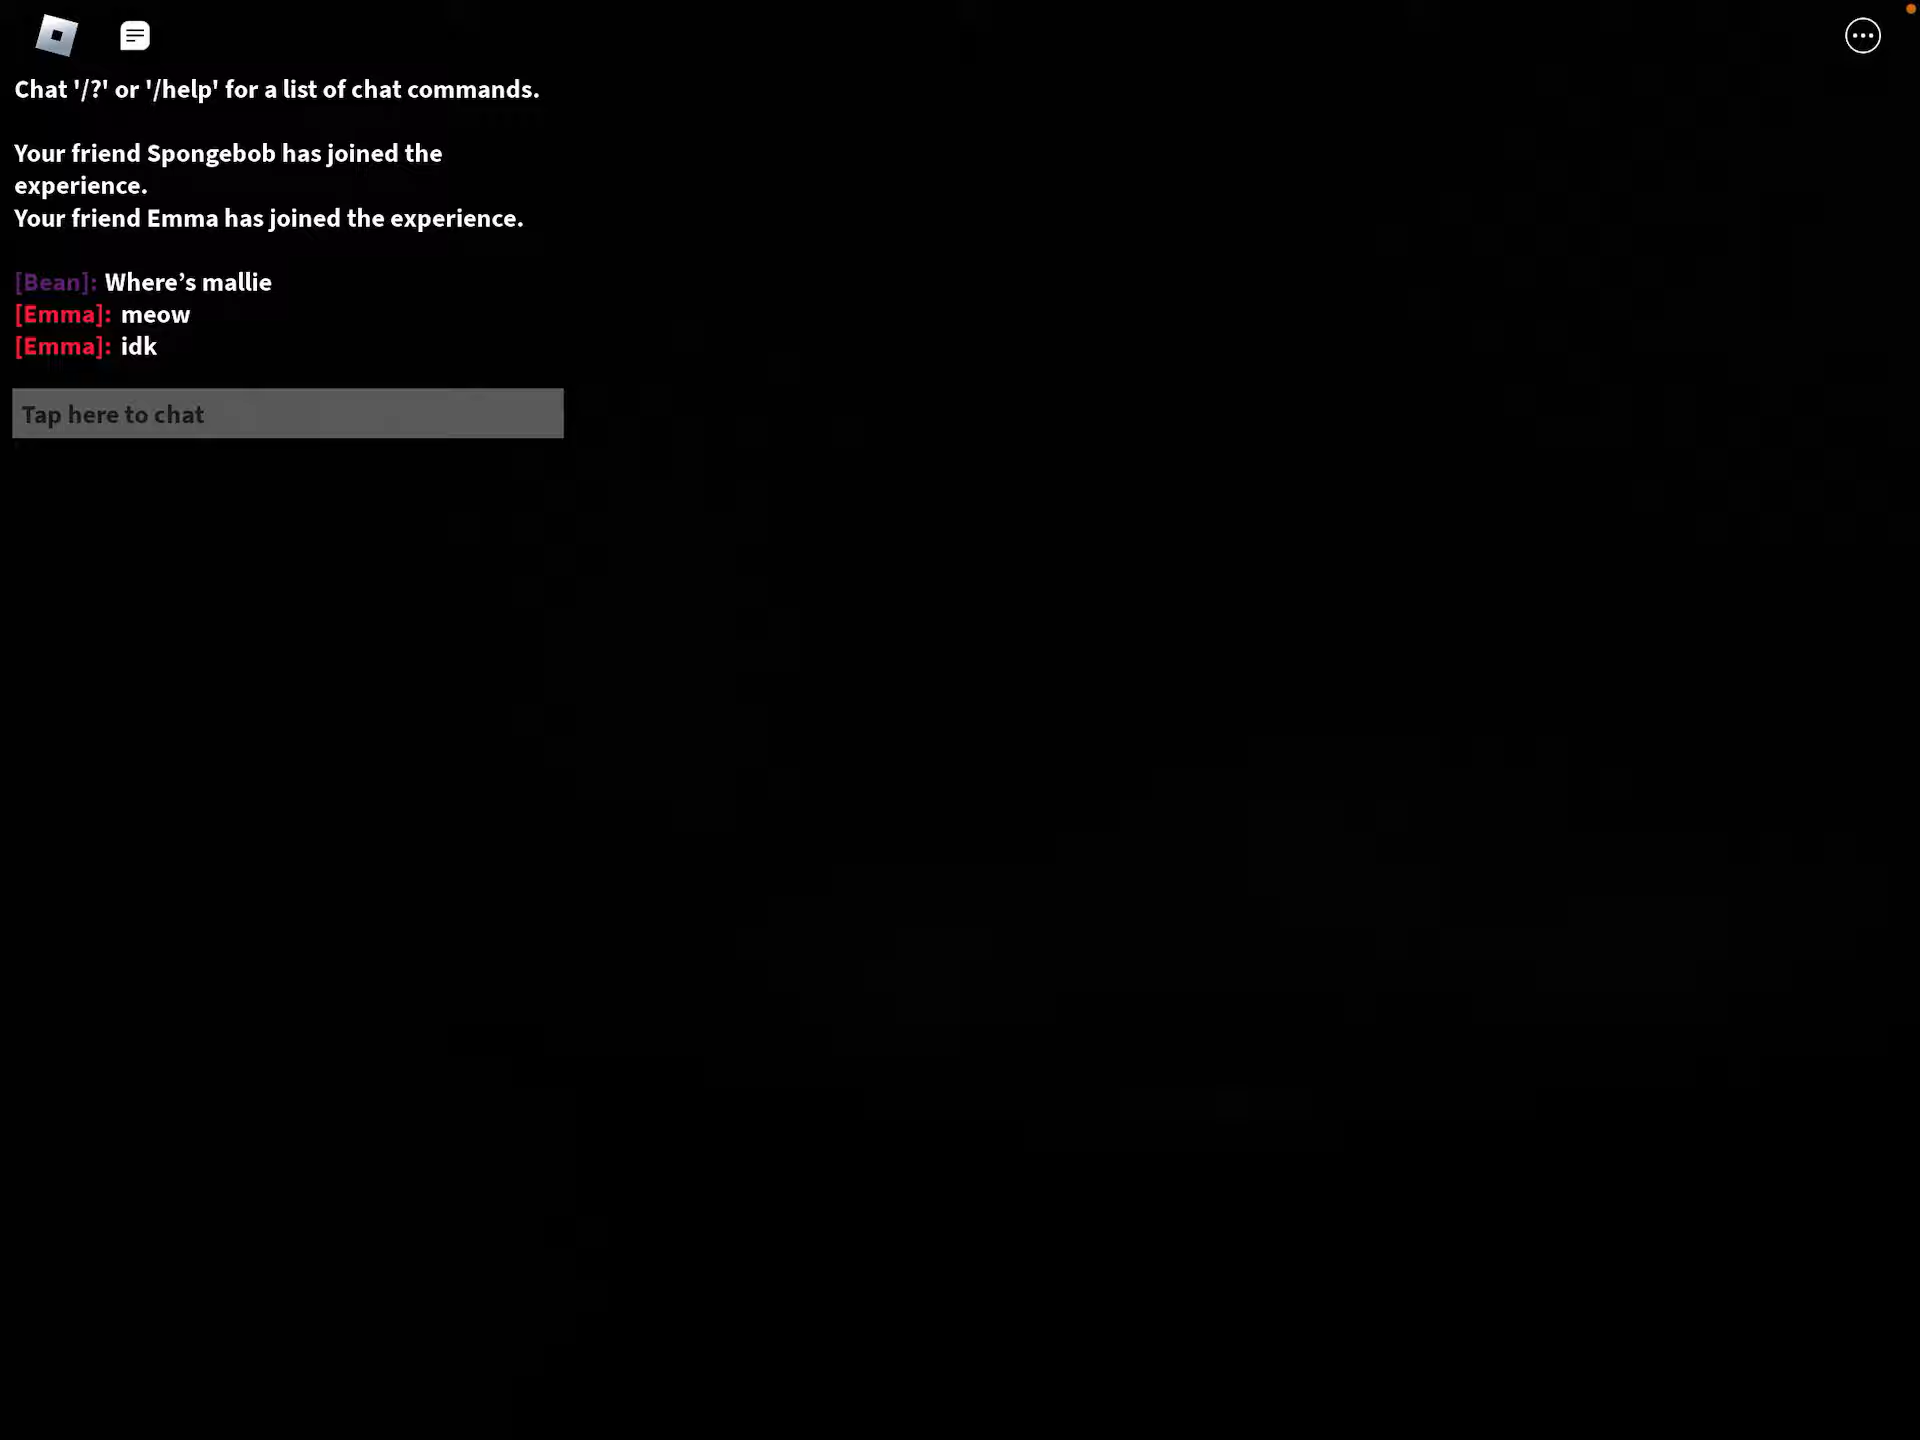 Chat '/?' or '/help' for a list of chat commands.
Your friend Spongebob has joined the
experience.
Your friend Emma has joined the experience.
[Bean]: Where’s mallie
[Emma]: meow
[Emma]: idk
Tap here to chat